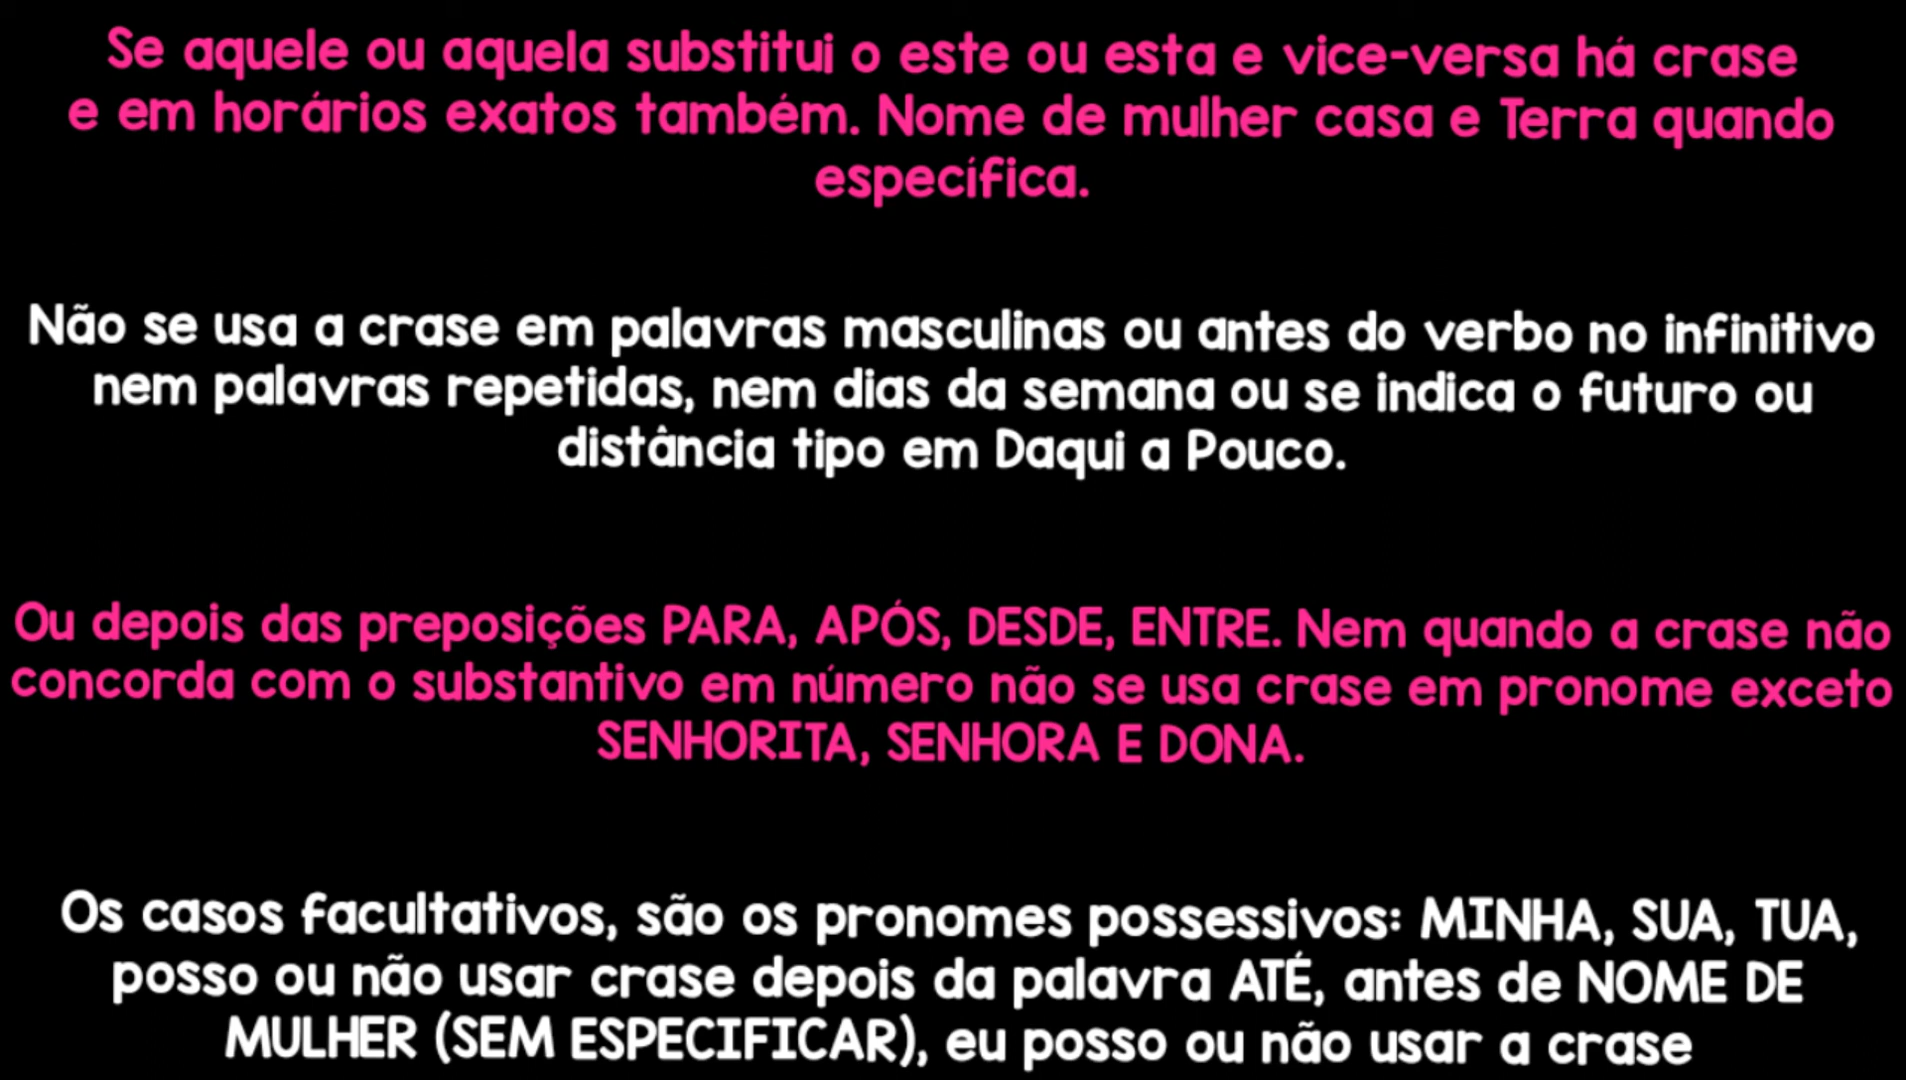 Se aquele ou aquela substitui o este ou esta e vice-versa há crase
e em horários exatos também. Nome de mulher casa e Terra quando
específica.
Não se usa a crase em palavras masculinas ou antes do verbo no infinitivo
nem palavras repetidas, nem dias da semana ou se indica o futuro ou
distância tipo em Daqui a Pouco.
Ou depois das preposições PARA, APÓS, DESDE, ENTRE. Nem quando a crase não
concorda com o substantivo em número não se usa crase em pronome exceto
SENHORITA, SENHORA E DONA.
Os casos facultativos, são os pronomes possessivos: MINHA, SUA, TUA,
posso ou não usar crase depois da palavra ATÉ, antes de NOME DE
MULHER (SEM ESPECIFICAR), eu posso ou não usar a crase